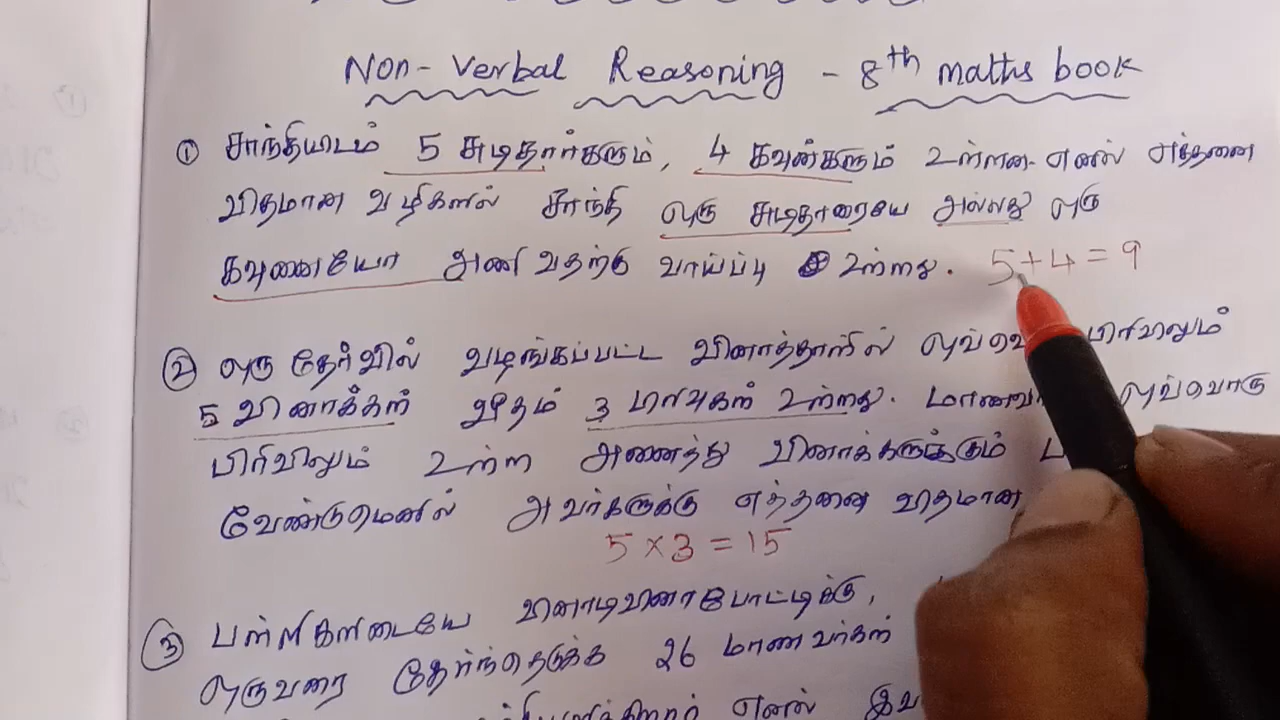 Non-Verbal Reasoning - 8th maths book
① சாந்தியிடம் 5 சுடிதார்களும், 4 கவுன்களும் உள்ளன. எனில் எத்தனை
விதமான வழிகளில் சாந்தி ஒரு சுடிதாரையோ அல்லது ஒரு
கவுனையோ அணிவதற்கு வாய்ப்பு உள்ளது. 5+4=9
② ஒரு தேர்வில் வழங்கப்பட்ட வினாத்தாளில் பிரிவிலும்
5 வினாக்கள் வீதம் 3 பிரிவுகள் உள்ளது. ஒவ்வொரு
பிரிவிலும் உள்ள அனைத்து வினாக்களுக்கும்
வேண்டுமெனில் அவர்களுக்கு எத்தனை விதமான
5×3=15
③ பள்ளிகளிடையே வினாடிவினாபோட்டிக்கு,
ஒருவரை தேர்ந்தெடுக்க 26 மாணவர்கள்
எனில்